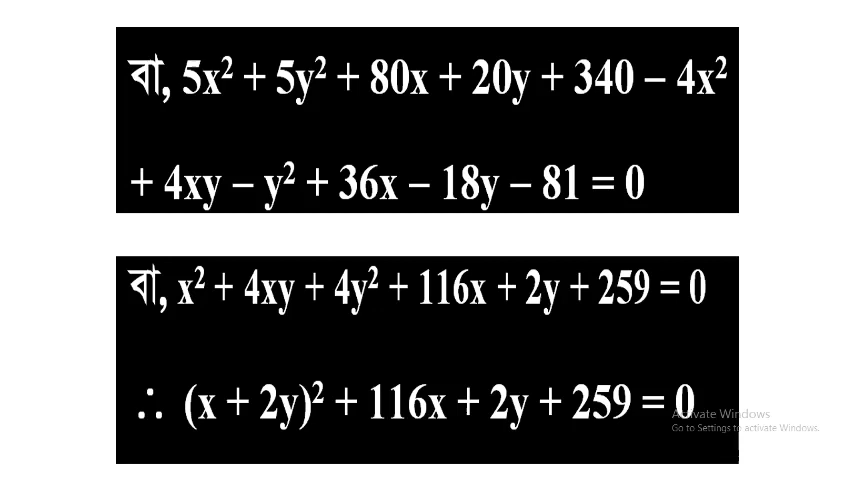 বা, 5x² + 5y² + 80x + 20y + 340 – 4x²
+ 4xy – y² + 36x – 18y – 81 = 0
বা, x² + 4xy + 4y² + 116x + 2y + 259 = 0
∴ (x + 2y)² + 116x + 2y + 259 = 0
Activate Windows
Go to Settings to activate Windows.